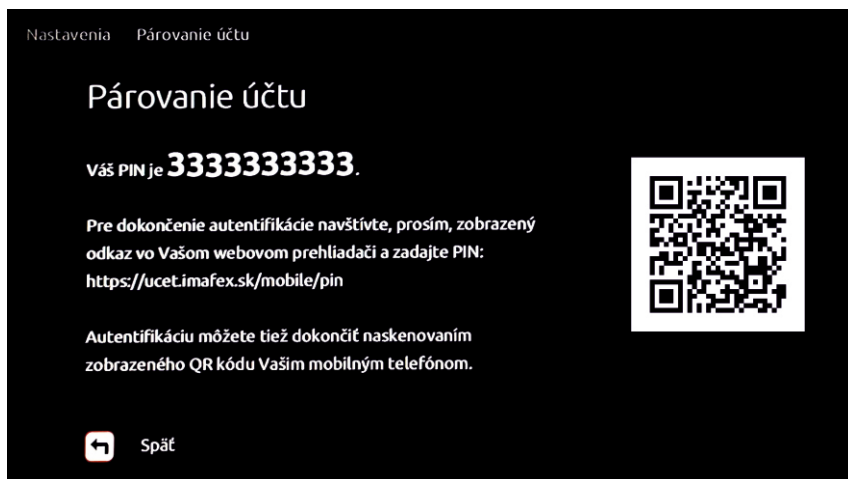 Nastavenia Párovanie účtu
Párovanie účtu
Váš PIN je 3333333333.
Pre dokončenie autentifikácie navštívte, prosím, zobrazený
odkaz vo Vašom webovom prehliadači a zadajte PIN:
https://ucet.imafex.sk/mobile/pin
Autentifikáciu môžete tiež dokončiť naskenovaním
zobrazeného QR kódu Vašim mobilným telefónom.
Späť